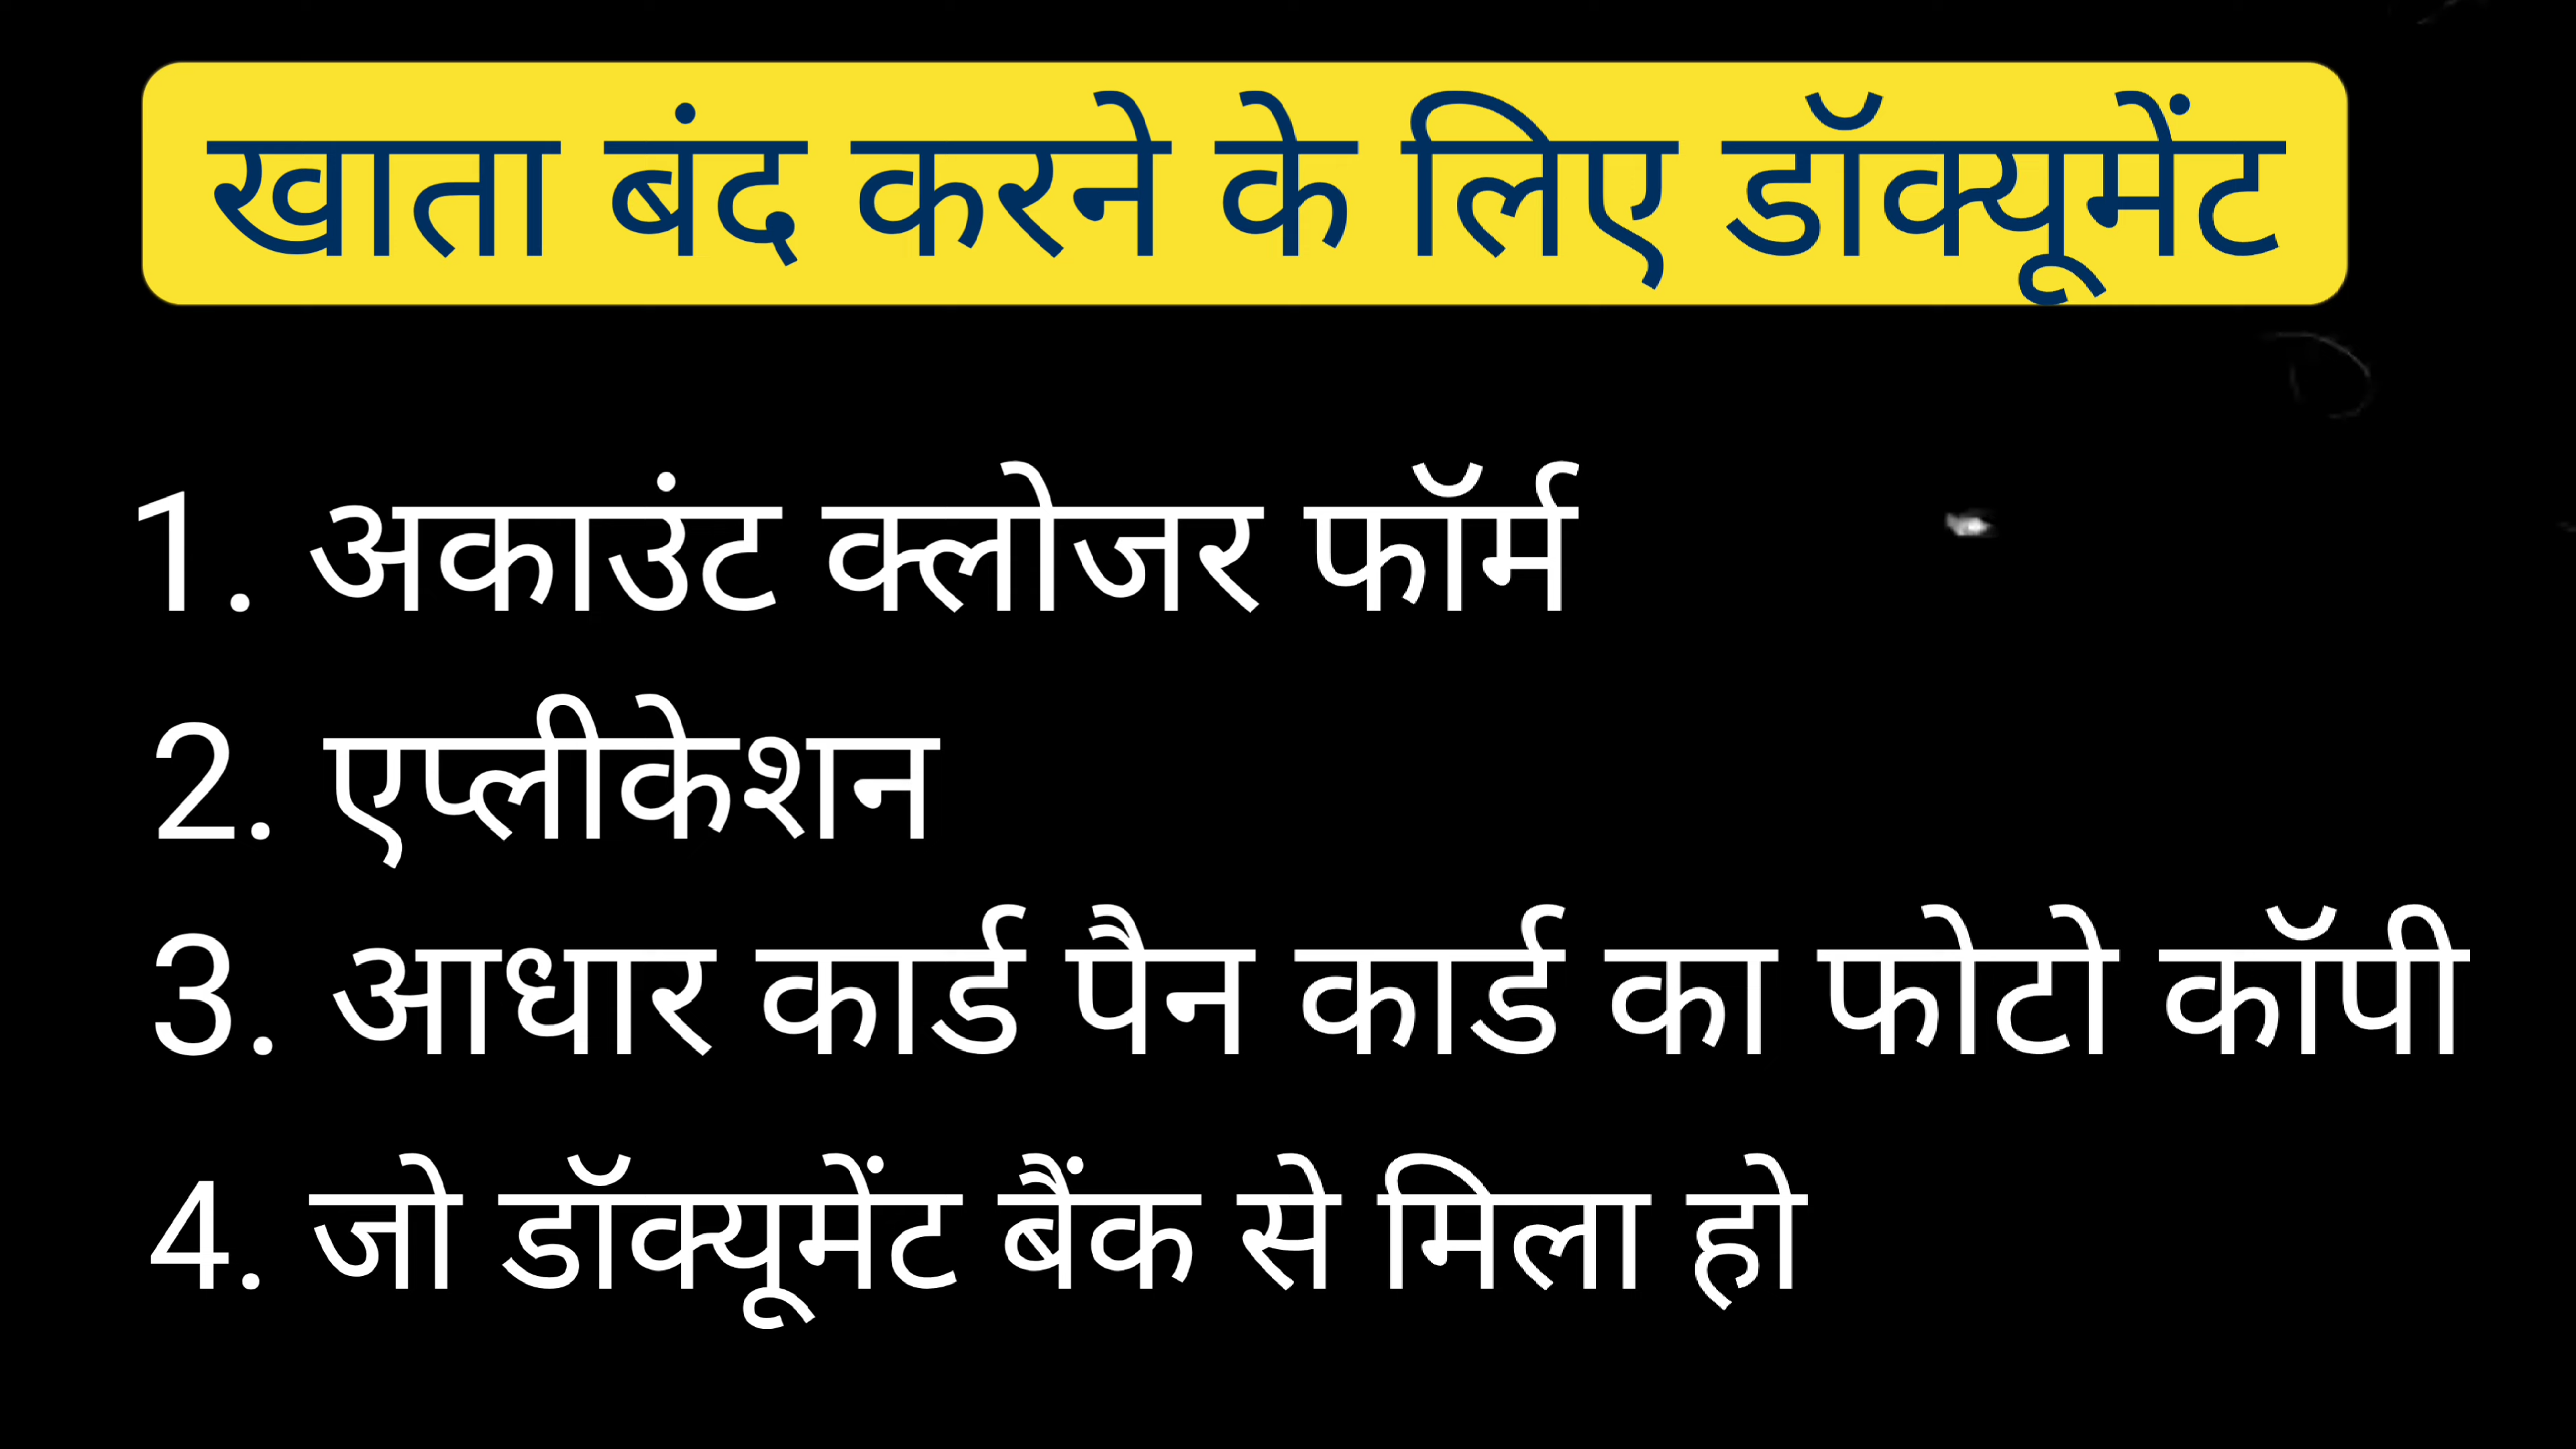 खाता बंद करने के लिए डॉक्यूमेंट
1. अकाउंट क्लोजर फॉर्म
2. एप्लीकेशन
3. आधार कार्ड पैन कार्ड का फोटो कॉपी
4. जो डॉक्यूमेंट बैंक से मिला हो